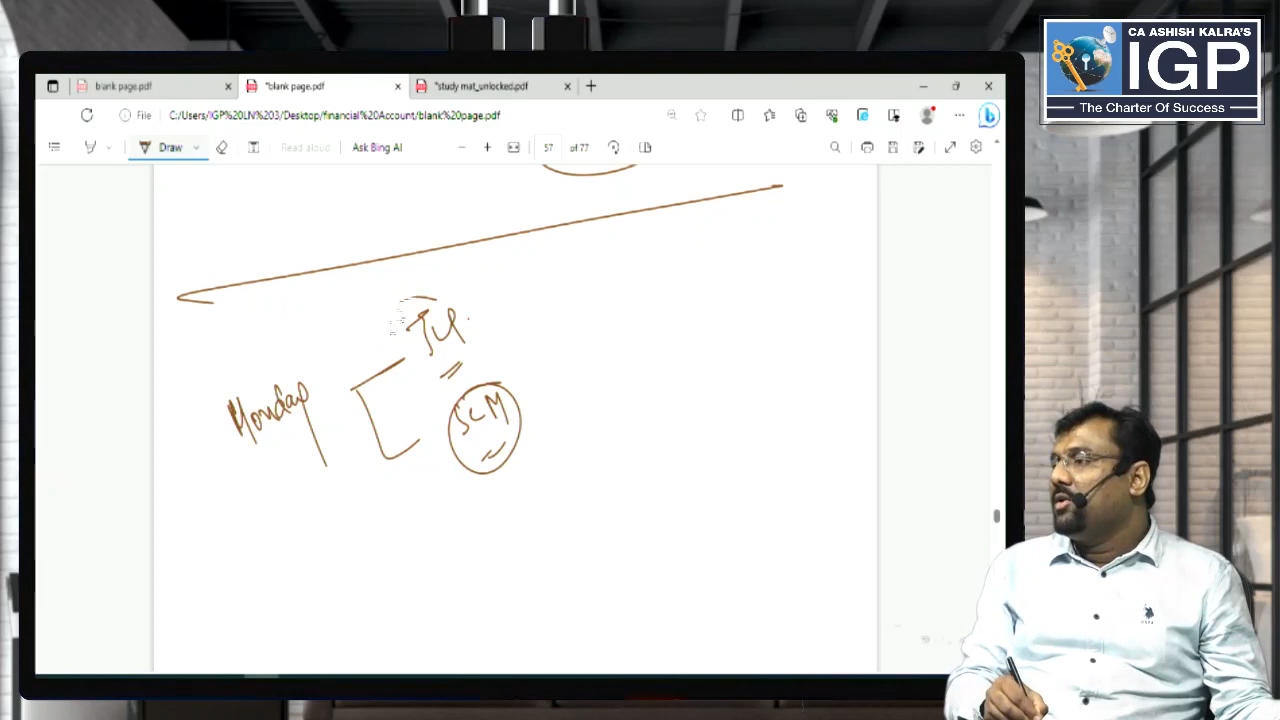 CA ASHISH KALRA'S
IGP
The Charter Of Success
blank page.pdf
*blank page.pdf
*study mat_unlocked.pdf
File
C:/Users/IGP%20LN%203/Desktop/financial%20Account/blank%20page.pdf
Draw
Read aloud
Ask Bing AI
57
of 77
Monday
SCM